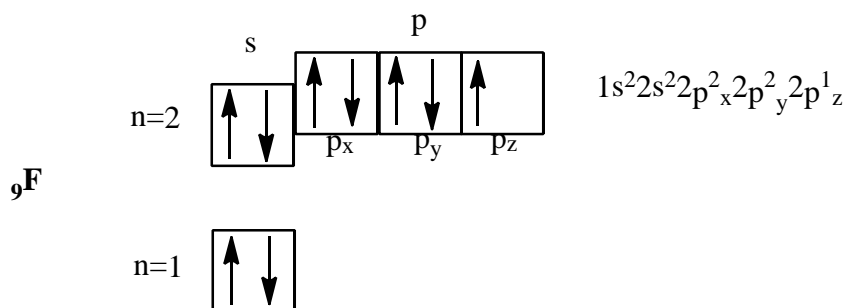 s p
n=2 1s²2s²2p²ₓ2p²ᵧ2p¹𝓏
pₓ pᵧ p𝓏
₉F
n=1